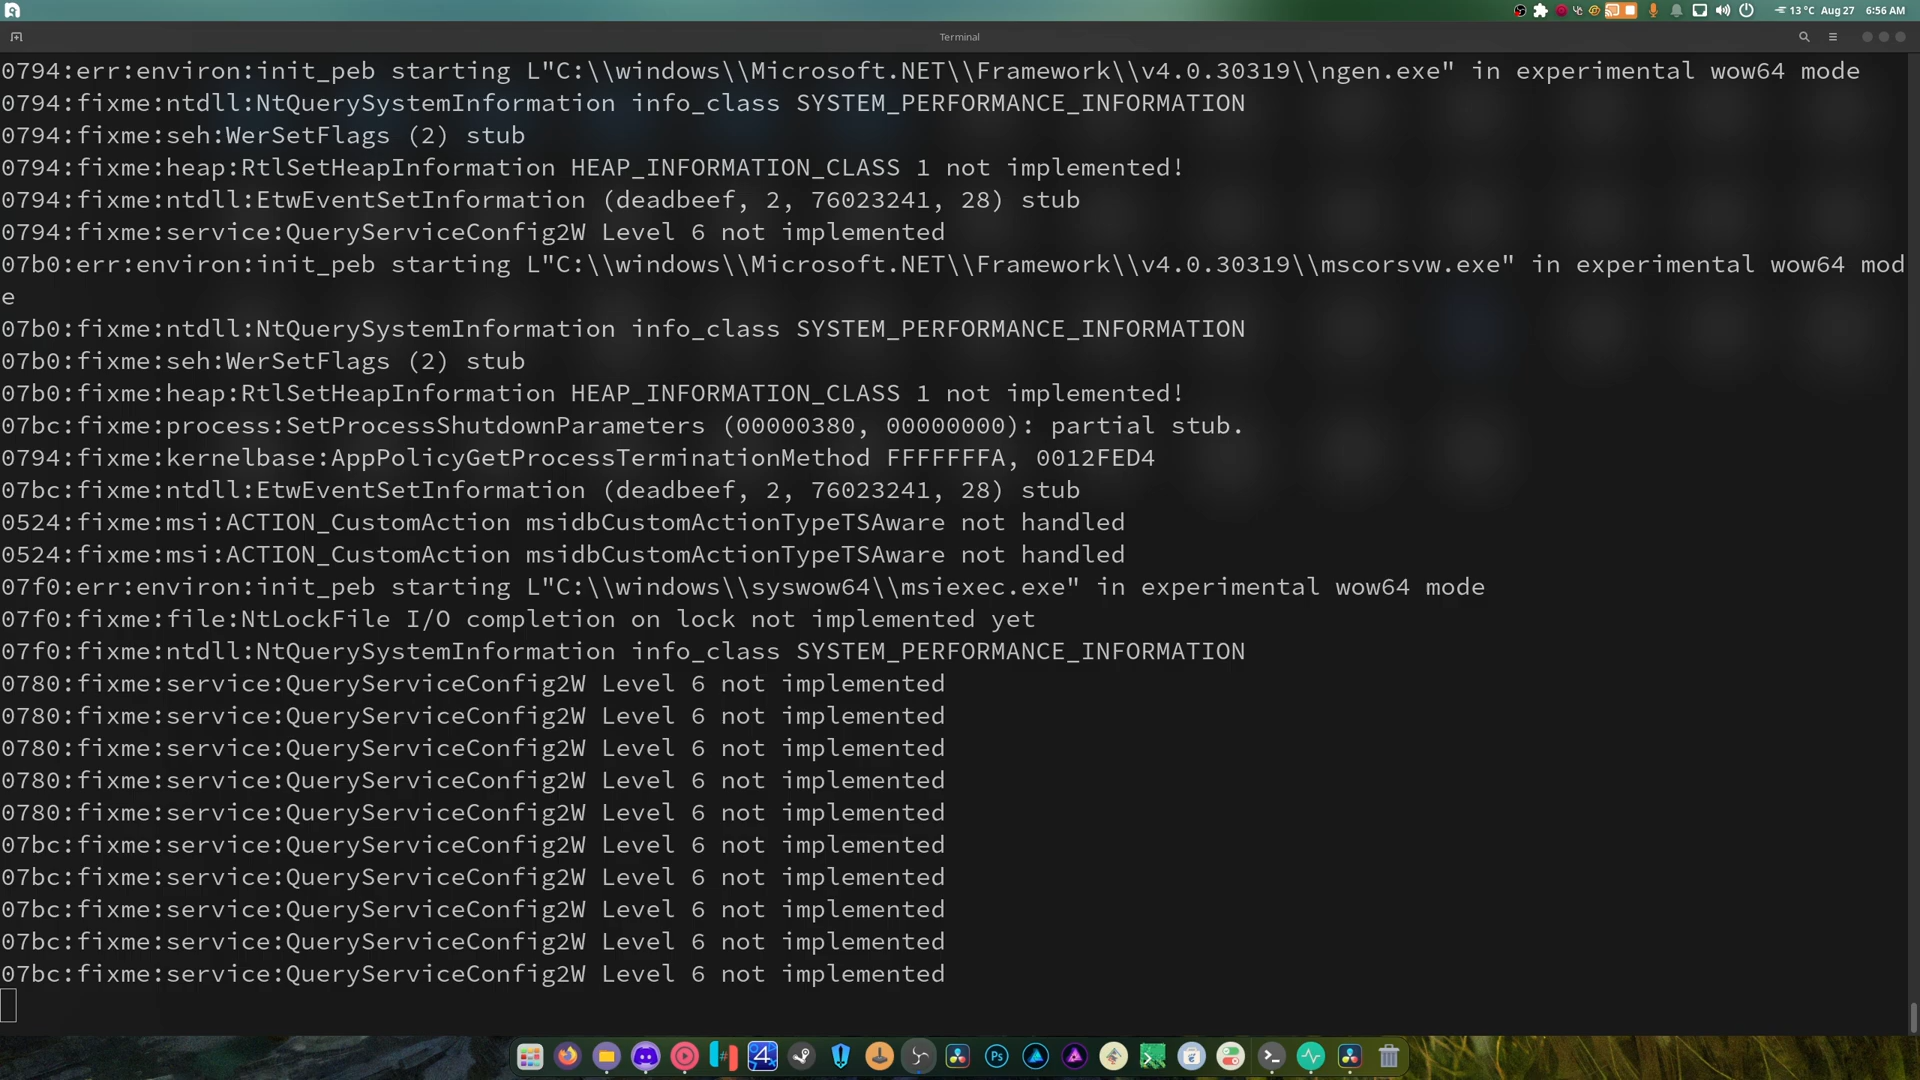 13°C Aug 27 6:56 AM
Terminal
0794:err:environ:init_peb starting L"C:\\windows\\Microsoft.NET\\Framework\\v4.0.30319\\ngen.exe" in experimental wow64 mode
0794:fixme:ntdll:NtQuerySystemInformation info_class SYSTEM_PERFORMANCE_INFORMATION
0794:fixme:seh:WerSetFlags (2) stub
0794:fixme:heap:RtlSetHeapInformation HEAP_INFORMATION_CLASS 1 not implemented!
0794:fixme:ntdll:EtwEventSetInformation (deadbeef, 2, 76023241, 28) stub
0794:fixme:service:QueryServiceConfig2W Level 6 not implemented
07b0:err:environ:init_peb starting L"C:\\windows\\Microsoft.NET\\Framework\\v4.0.30319\\mscorsvw.exe" in experimental wow64 mod
e
07b0:fixme:ntdll:NtQuerySystemInformation info_class SYSTEM_PERFORMANCE_INFORMATION
07b0:fixme:seh:WerSetFlags (2) stub
07b0:fixme:heap:RtlSetHeapInformation HEAP_INFORMATION_CLASS 1 not implemented!
07bc:fixme:process:SetProcessShutdownParameters (00000380, 00000000): partial stub.
0794:fixme:kernelbase:AppPolicyGetProcessTerminationMethod FFFFFFFA, 0012FED4
07bc:fixme:ntdll:EtwEventSetInformation (deadbeef, 2, 76023241, 28) stub
0524:fixme:msi:ACTION_CustomAction msidbCustomActionTypeTSAware not handled
0524:fixme:msi:ACTION_CustomAction msidbCustomActionTypeTSAware not handled
07f0:err:environ:init_peb starting L"C:\\windows\\syswow64\\msiexec.exe" in experimental wow64 mode
07f0:fixme:file:NtLockFile I/O completion on lock not implemented yet
07f0:fixme:ntdll:NtQuerySystemInformation info_class SYSTEM_PERFORMANCE_INFORMATION
0780:fixme:service:QueryServiceConfig2W Level 6 not implemented
0780:fixme:service:QueryServiceConfig2W Level 6 not implemented
0780:fixme:service:QueryServiceConfig2W Level 6 not implemented
0780:fixme:service:QueryServiceConfig2W Level 6 not implemented
0780:fixme:service:QueryServiceConfig2W Level 6 not implemented
07bc:fixme:service:QueryServiceConfig2W Level 6 not implemented
07bc:fixme:service:QueryServiceConfig2W Level 6 not implemented
07bc:fixme:service:QueryServiceConfig2W Level 6 not implemented
07bc:fixme:service:QueryServiceConfig2W Level 6 not implemented
07bc:fixme:service:QueryServiceConfig2W Level 6 not implemented
# 4 Ps